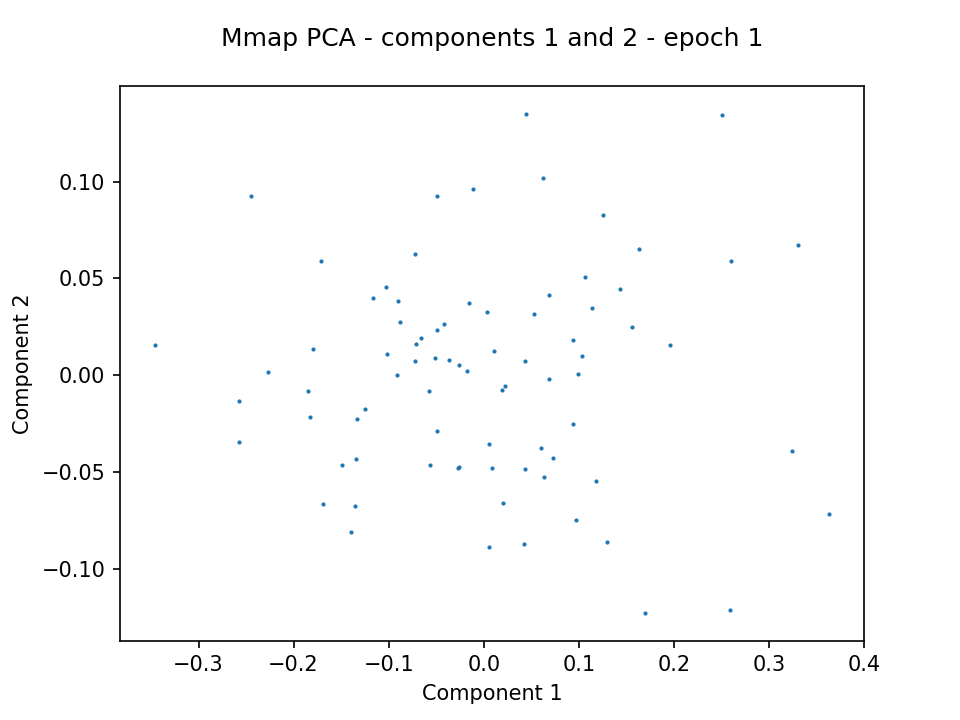 Mmap PCA - components 1 and 2 - epoch 1
0.10
0.05
0.00
−0.05
−0.10
Component 2
−0.3 −0.2 −0.1 0.0 0.1 0.2 0.3 0.4
Component 1